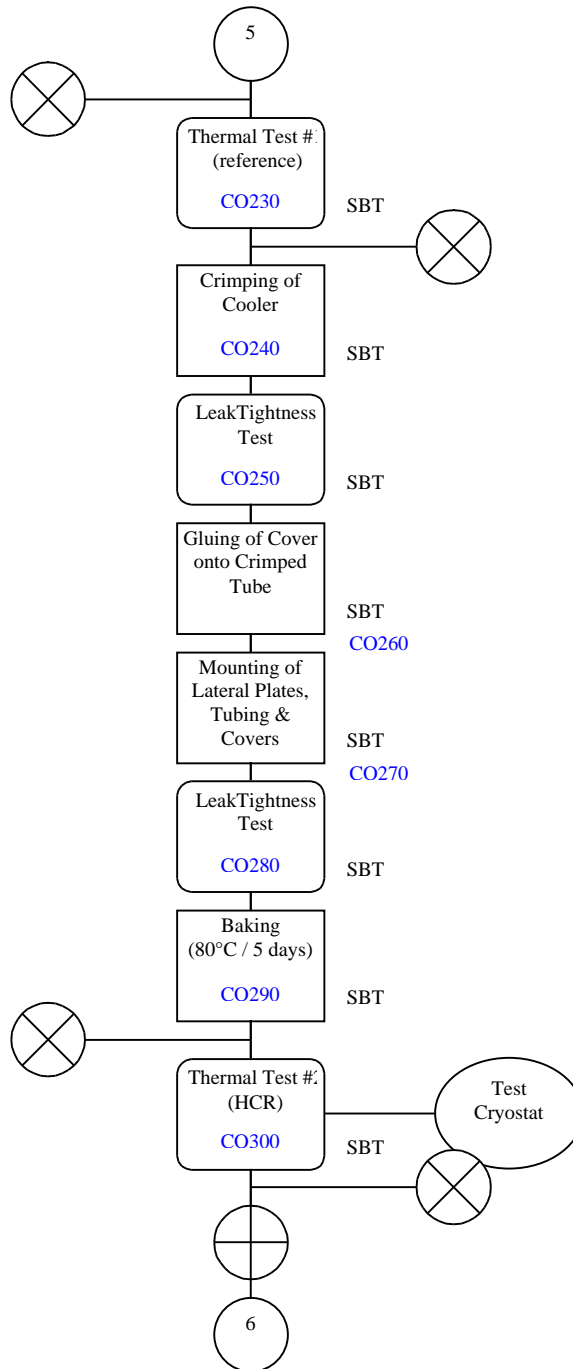 5
Thermal Test #1
(reference)
CO230
SBT
Crimping of
Cooler
CO240
SBT
LeakTightness
Test
CO250
SBT
Gluing of Cover
onto Crimped
Tube
SBT
CO260
Mounting of
Lateral Plates,
Tubing &
Covers
SBT
CO270
LeakTightness
Test
CO280
SBT
Baking
(80°C / 5 days)
CO290
SBT
Thermal Test #2
(HCR)
CO300
SBT
Test
Cryostat
6